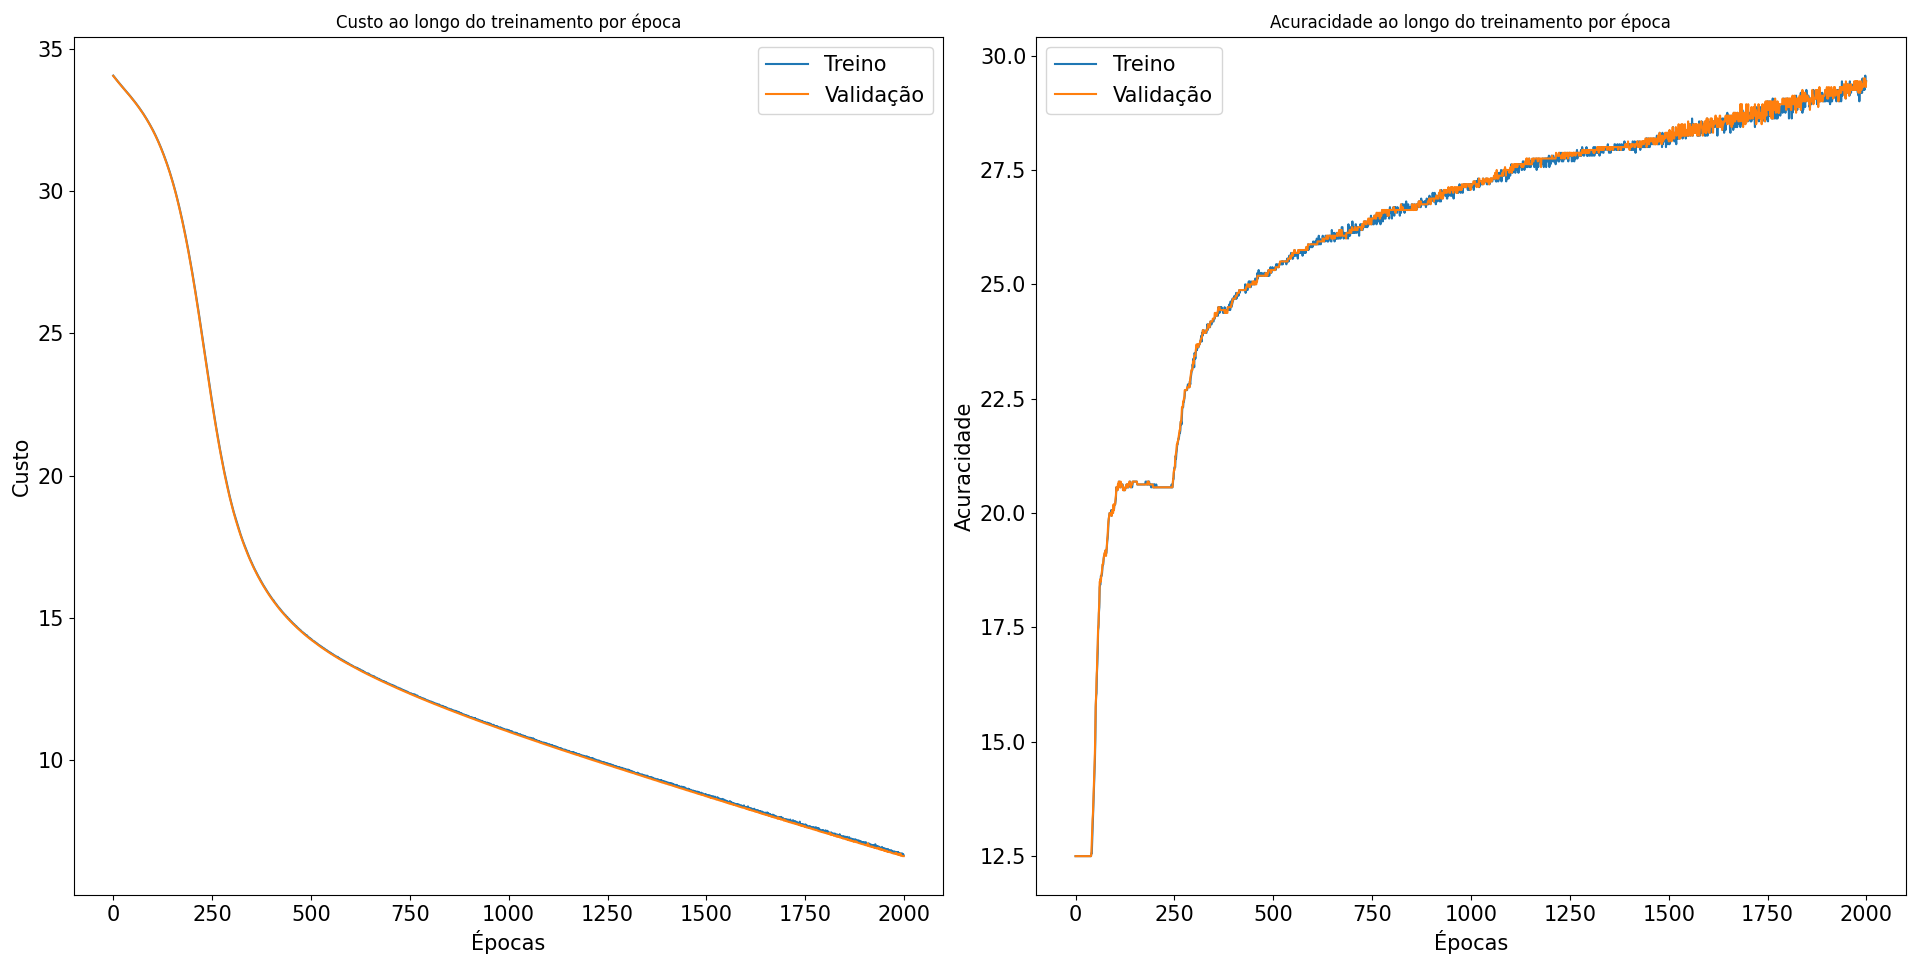 Custo ao longo do treinamento por época
35
30
25
20
15
10
Custo
Treino
Validação
0 250 500 750 1000 1250 1500 1750 2000
Épocas
Acuracidade ao longo do treinamento por época
30.0
27.5
25.0
22.5
20.0
17.5
15.0
12.5
Acuracidade
Treino
Validação
0 250 500 750 1000 1250 1500 1750 2000
Épocas